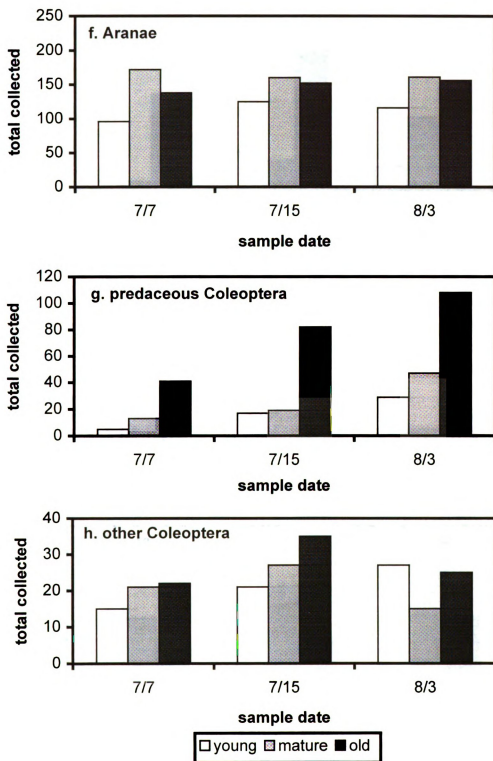 f. Aranae
250
200
150
100
50
0
total collected
7/7 7/15 8/3
sample date
g. predaceous Coleoptera
120
100
80
60
40
20
0
total collected
7/7 7/15 8/3
sample date
h. other Coleoptera
40
30
20
10
0
total collected
7/7 7/15 8/3
sample date
young mature old